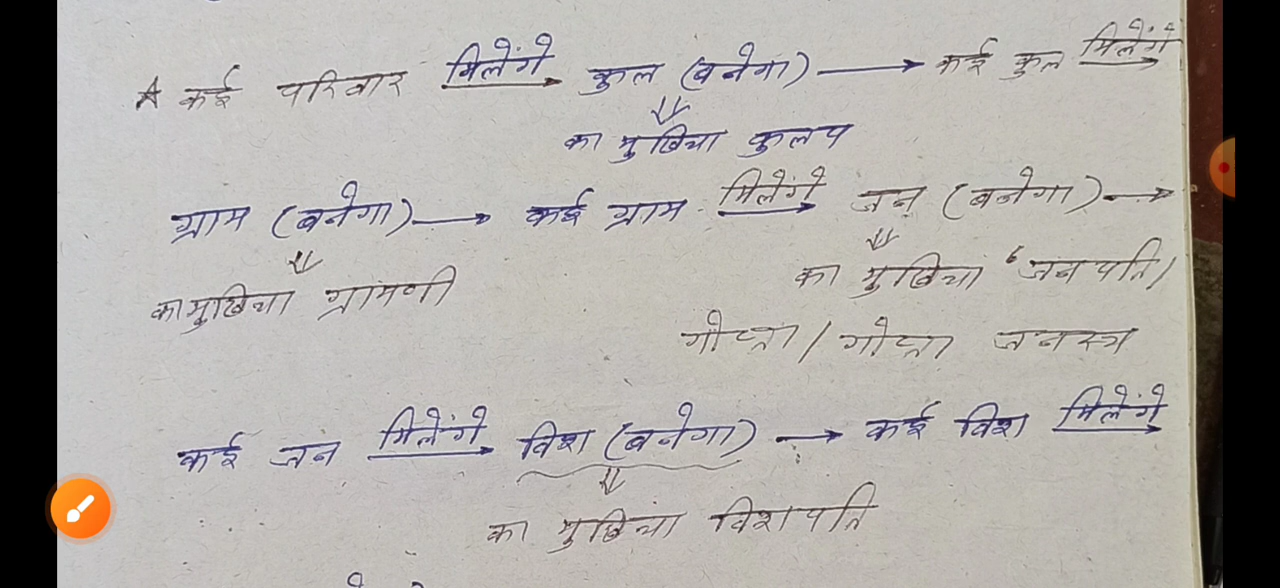 ★ कई परिवार मिलेंगे कुल (बनेगा) → कई कुल मिलेंगे
का मुखिया कुलप
ग्राम (बनेगा) → कई ग्राम मिलेंगे जन (बनेगा) →
का मुखिया ग्रामणी
का मुखिया 'जनपति/
गोप्ता/गोप्ता जनस्य
कई जन मिलेंगे विश (बनेगा) → कई विश मिलेंगे
का मुखिया विशपति